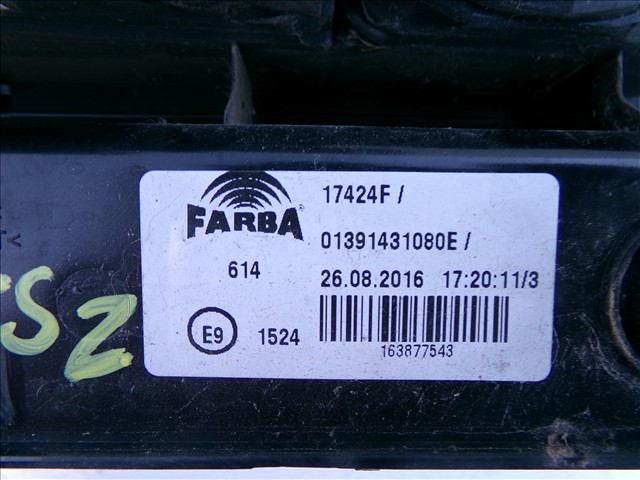 FARBA
17424F /
01391431080E /
614
26.08.2016 17:20:11/3
E9 1524
163877543
SZ